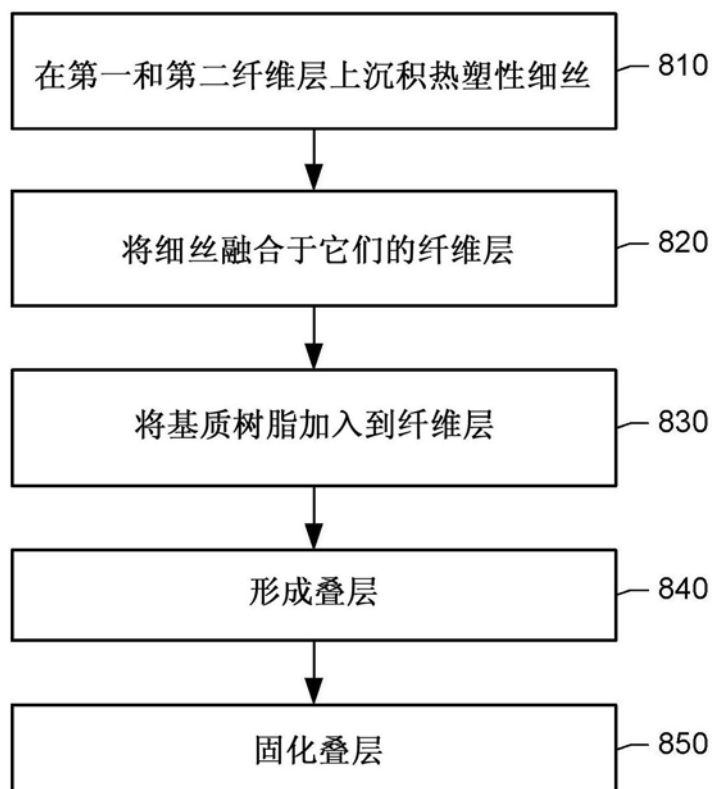 在第一和第二纤维层上沉积热塑性细丝
810
将细丝融合于它们的纤维层
820
将基质树脂加入到纤维层
830
形成叠层
840
固化叠层
850